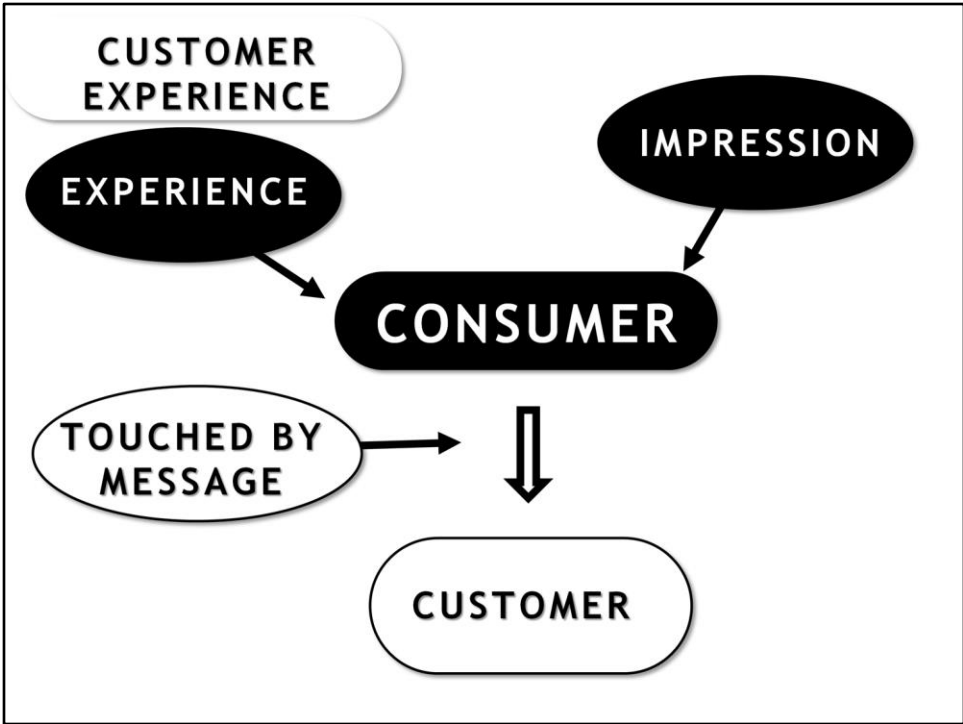 CUSTOMER
EXPERIENCE
EXPERIENCE
IMPRESSION
CONSUMER
TOUCHED BY
MESSAGE
CUSTOMER